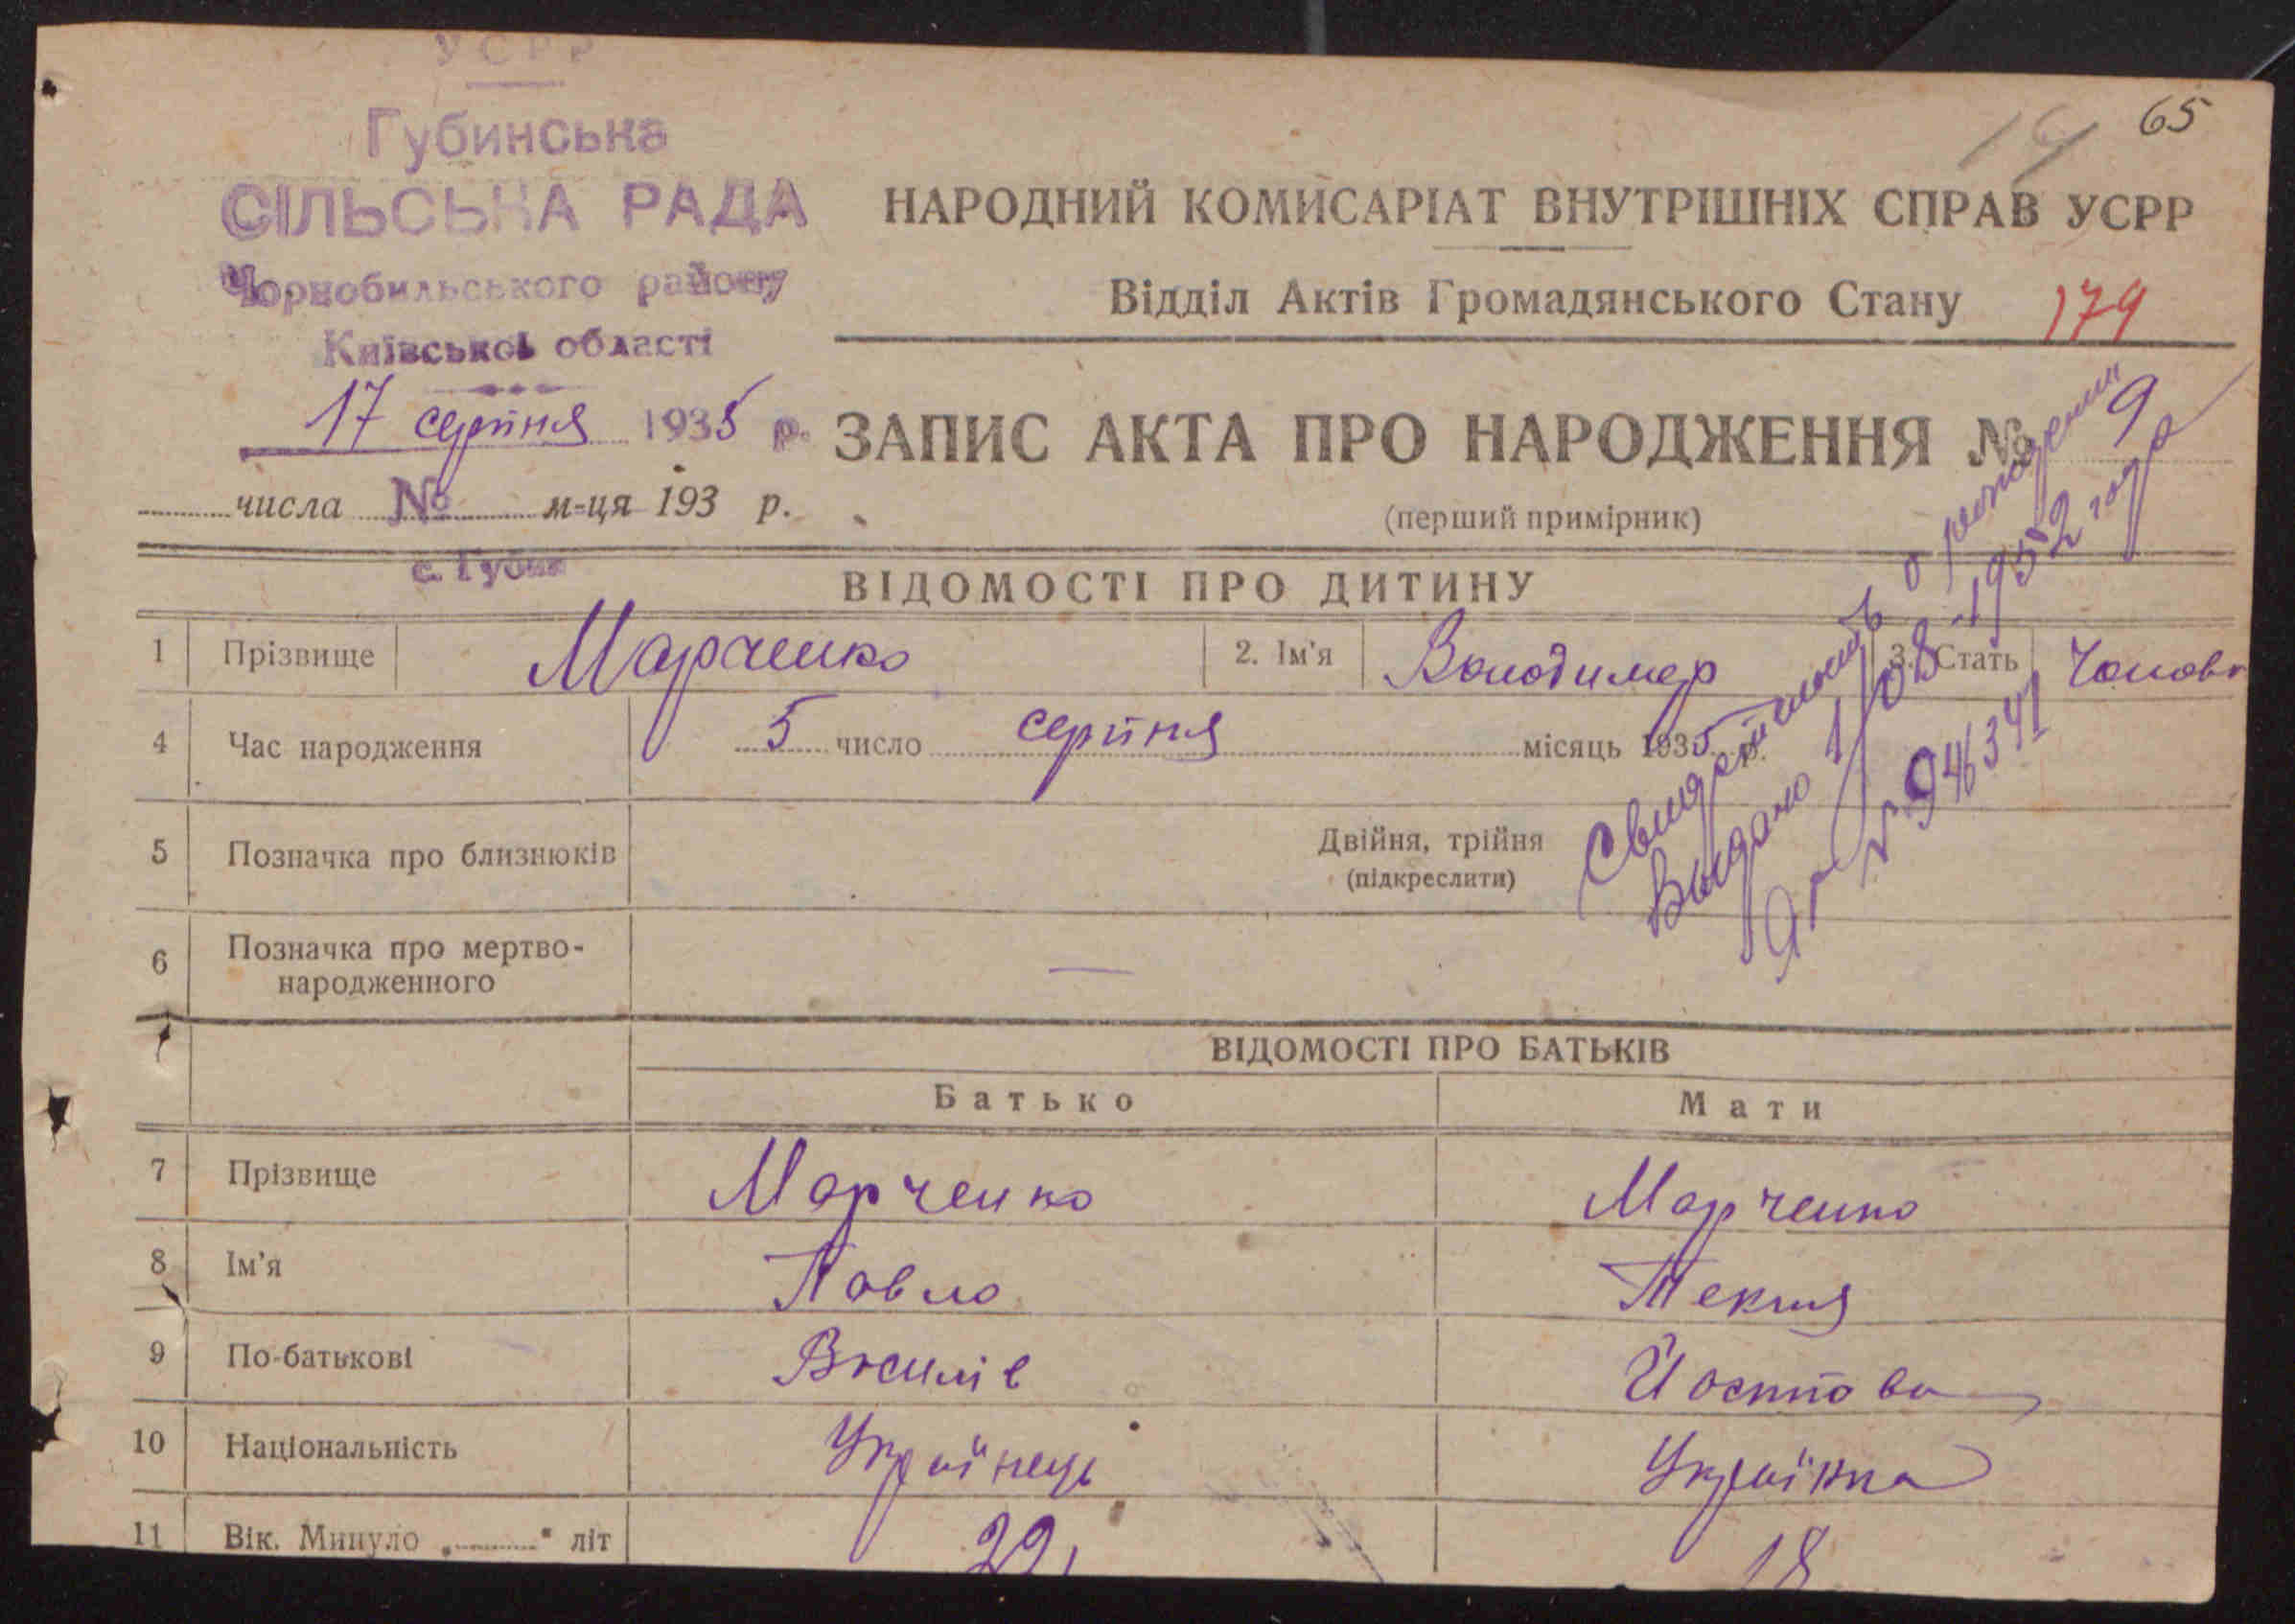 УСРР
Губинська
СІЛЬСЬКА РАДА
Чорнобильського району
Київської області
17 серпня 1935 р.
числа № м-ця 193 р.
с. Губин
65
НАРОДНИЙ КОМИСАРІАТ ВНУТРІШНІХ СПРАВ УСРР
Відділ Актів Громадянського Стану 179
ЗАПИС АКТА ПРО НАРОДЖЕННЯ № 9
(перший примірник)
Свидетельство о рождении
Выдано 1/08-1952 года
№ 946341
ВІДОМОСТІ ПРО ДИТИНУ
1 Прізвище Марченко 2. Ім'я Володимер 3. Стать Чолов
4 Час народження 5 число серпня місяць 1935 р.
5 Позначка про близнюків Двійня, трійня
(підкреслити)
6 Позначка про мертво-
народженного —
ВІДОМОСТІ ПРО БАТЬКІВ
Батько Мати
7 Прізвище Марченко Марченко
8 Ім'я Павло Текля
9 По-батькові Василів Йосипова
10 Національність Українець Українка
11 Вік. Минуло „ “ літ 18